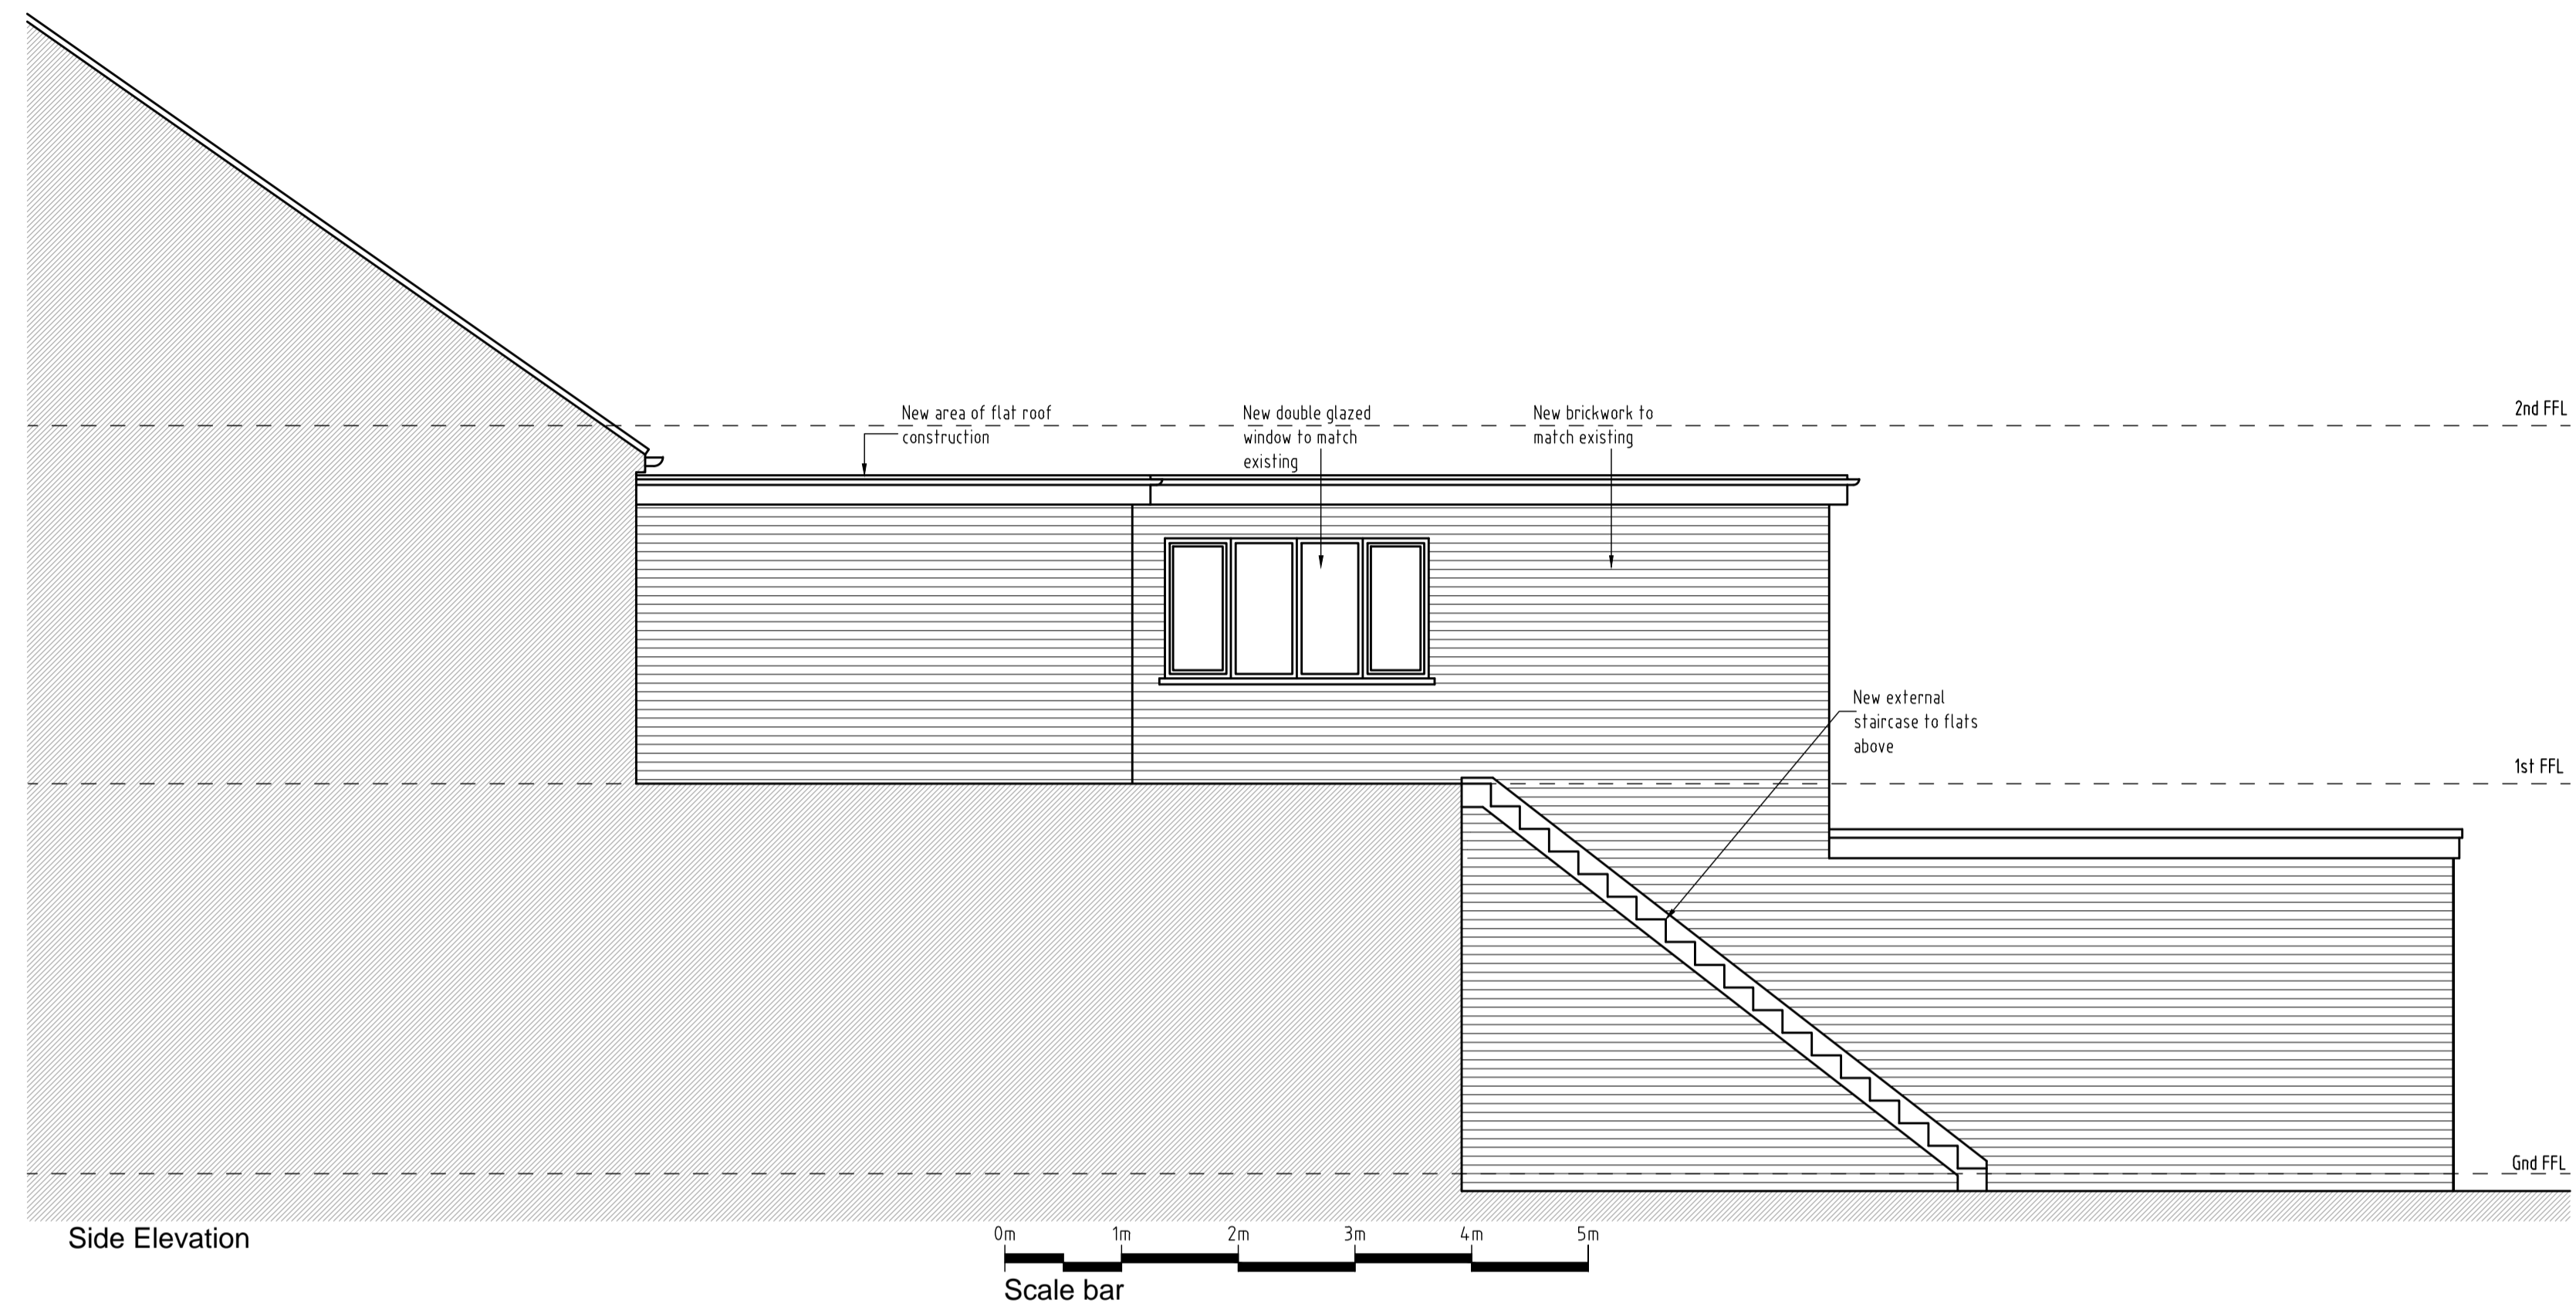 New area of flat roof
construction
New double glazed
window to match
existing
New brickwork to
match existing
2nd FFL
New external
staircase to flats
above
1st FFL
Gnd FFL
Side Elevation
0m 1m 2m 3m 4m 5m
Scale bar